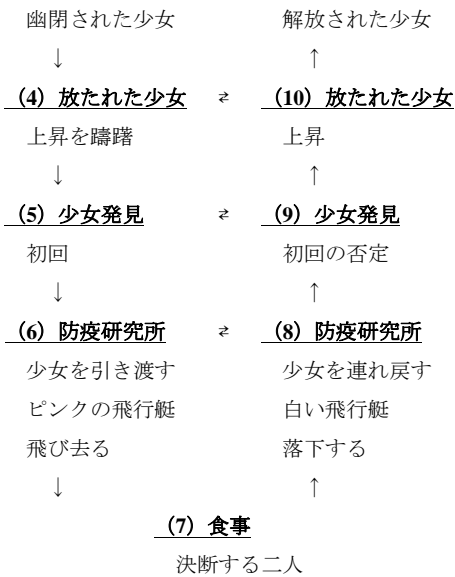 幽閉された少女 解放された少女
↓ ↑
(4) 放たれた少女 ⇄ (10) 放たれた少女
上昇を躊躇 上昇
↓ ↑
(5) 少女発見 ⇄ (9) 少女発見
初回 初回の否定
↓ ↑
(6) 防疫研究所 ⇄ (8) 防疫研究所
少女を引き渡す 少女を連れ戻す
ピンクの飛行艇 白い飛行艇
飛び去る 落下する
↓ ↑
(7) 食事
決断する二人